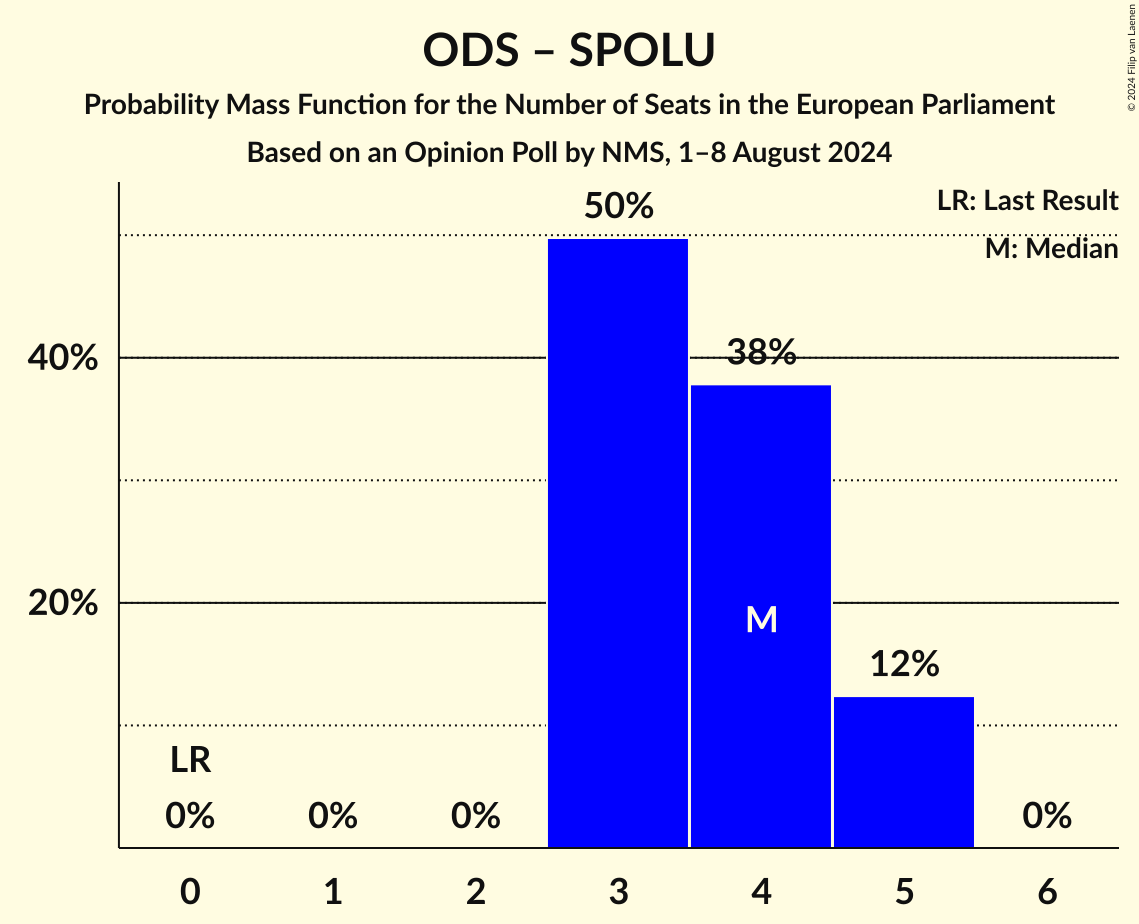 ODS – SPOLU
Probability Mass Function for the Number of Seats in the European Parliament
Based on an Opinion Poll by NMS, 1–8 August 2024
© 2024 Filip van Laenen
LR: Last Result
M: Median
50%
40%
38%
20%
M
12%
LR
0%
0%
0%
0%
0
1
2
3
4
5
6